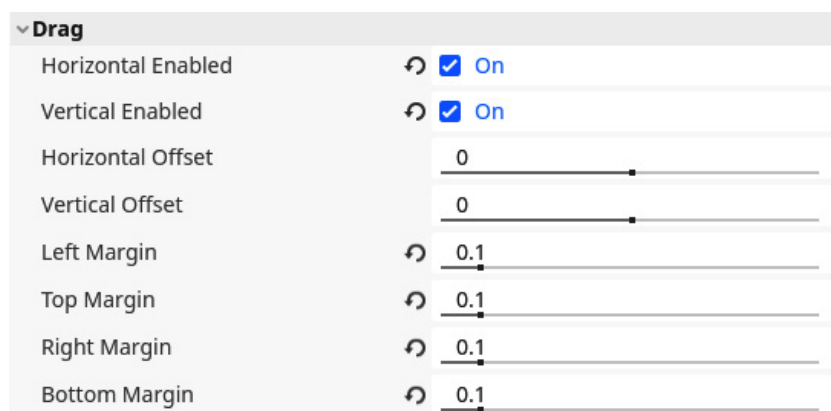 Drag
Horizontal Enabled On
Vertical Enabled On
Horizontal Offset 0
Vertical Offset 0
Left Margin 0.1
Top Margin 0.1
Right Margin 0.1
Bottom Margin 0.1